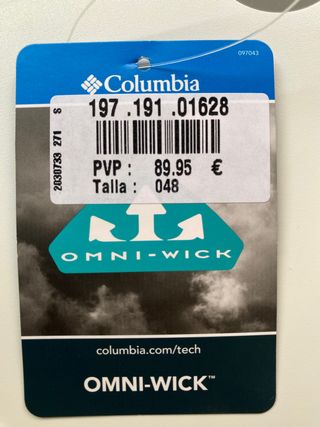 097043
Columbia
197 .191 .01628
PVP : 89.95 €
Talla : 048
2030733 271 S
OMNI-WICK
columbia.com/tech
OMNI-WICK™